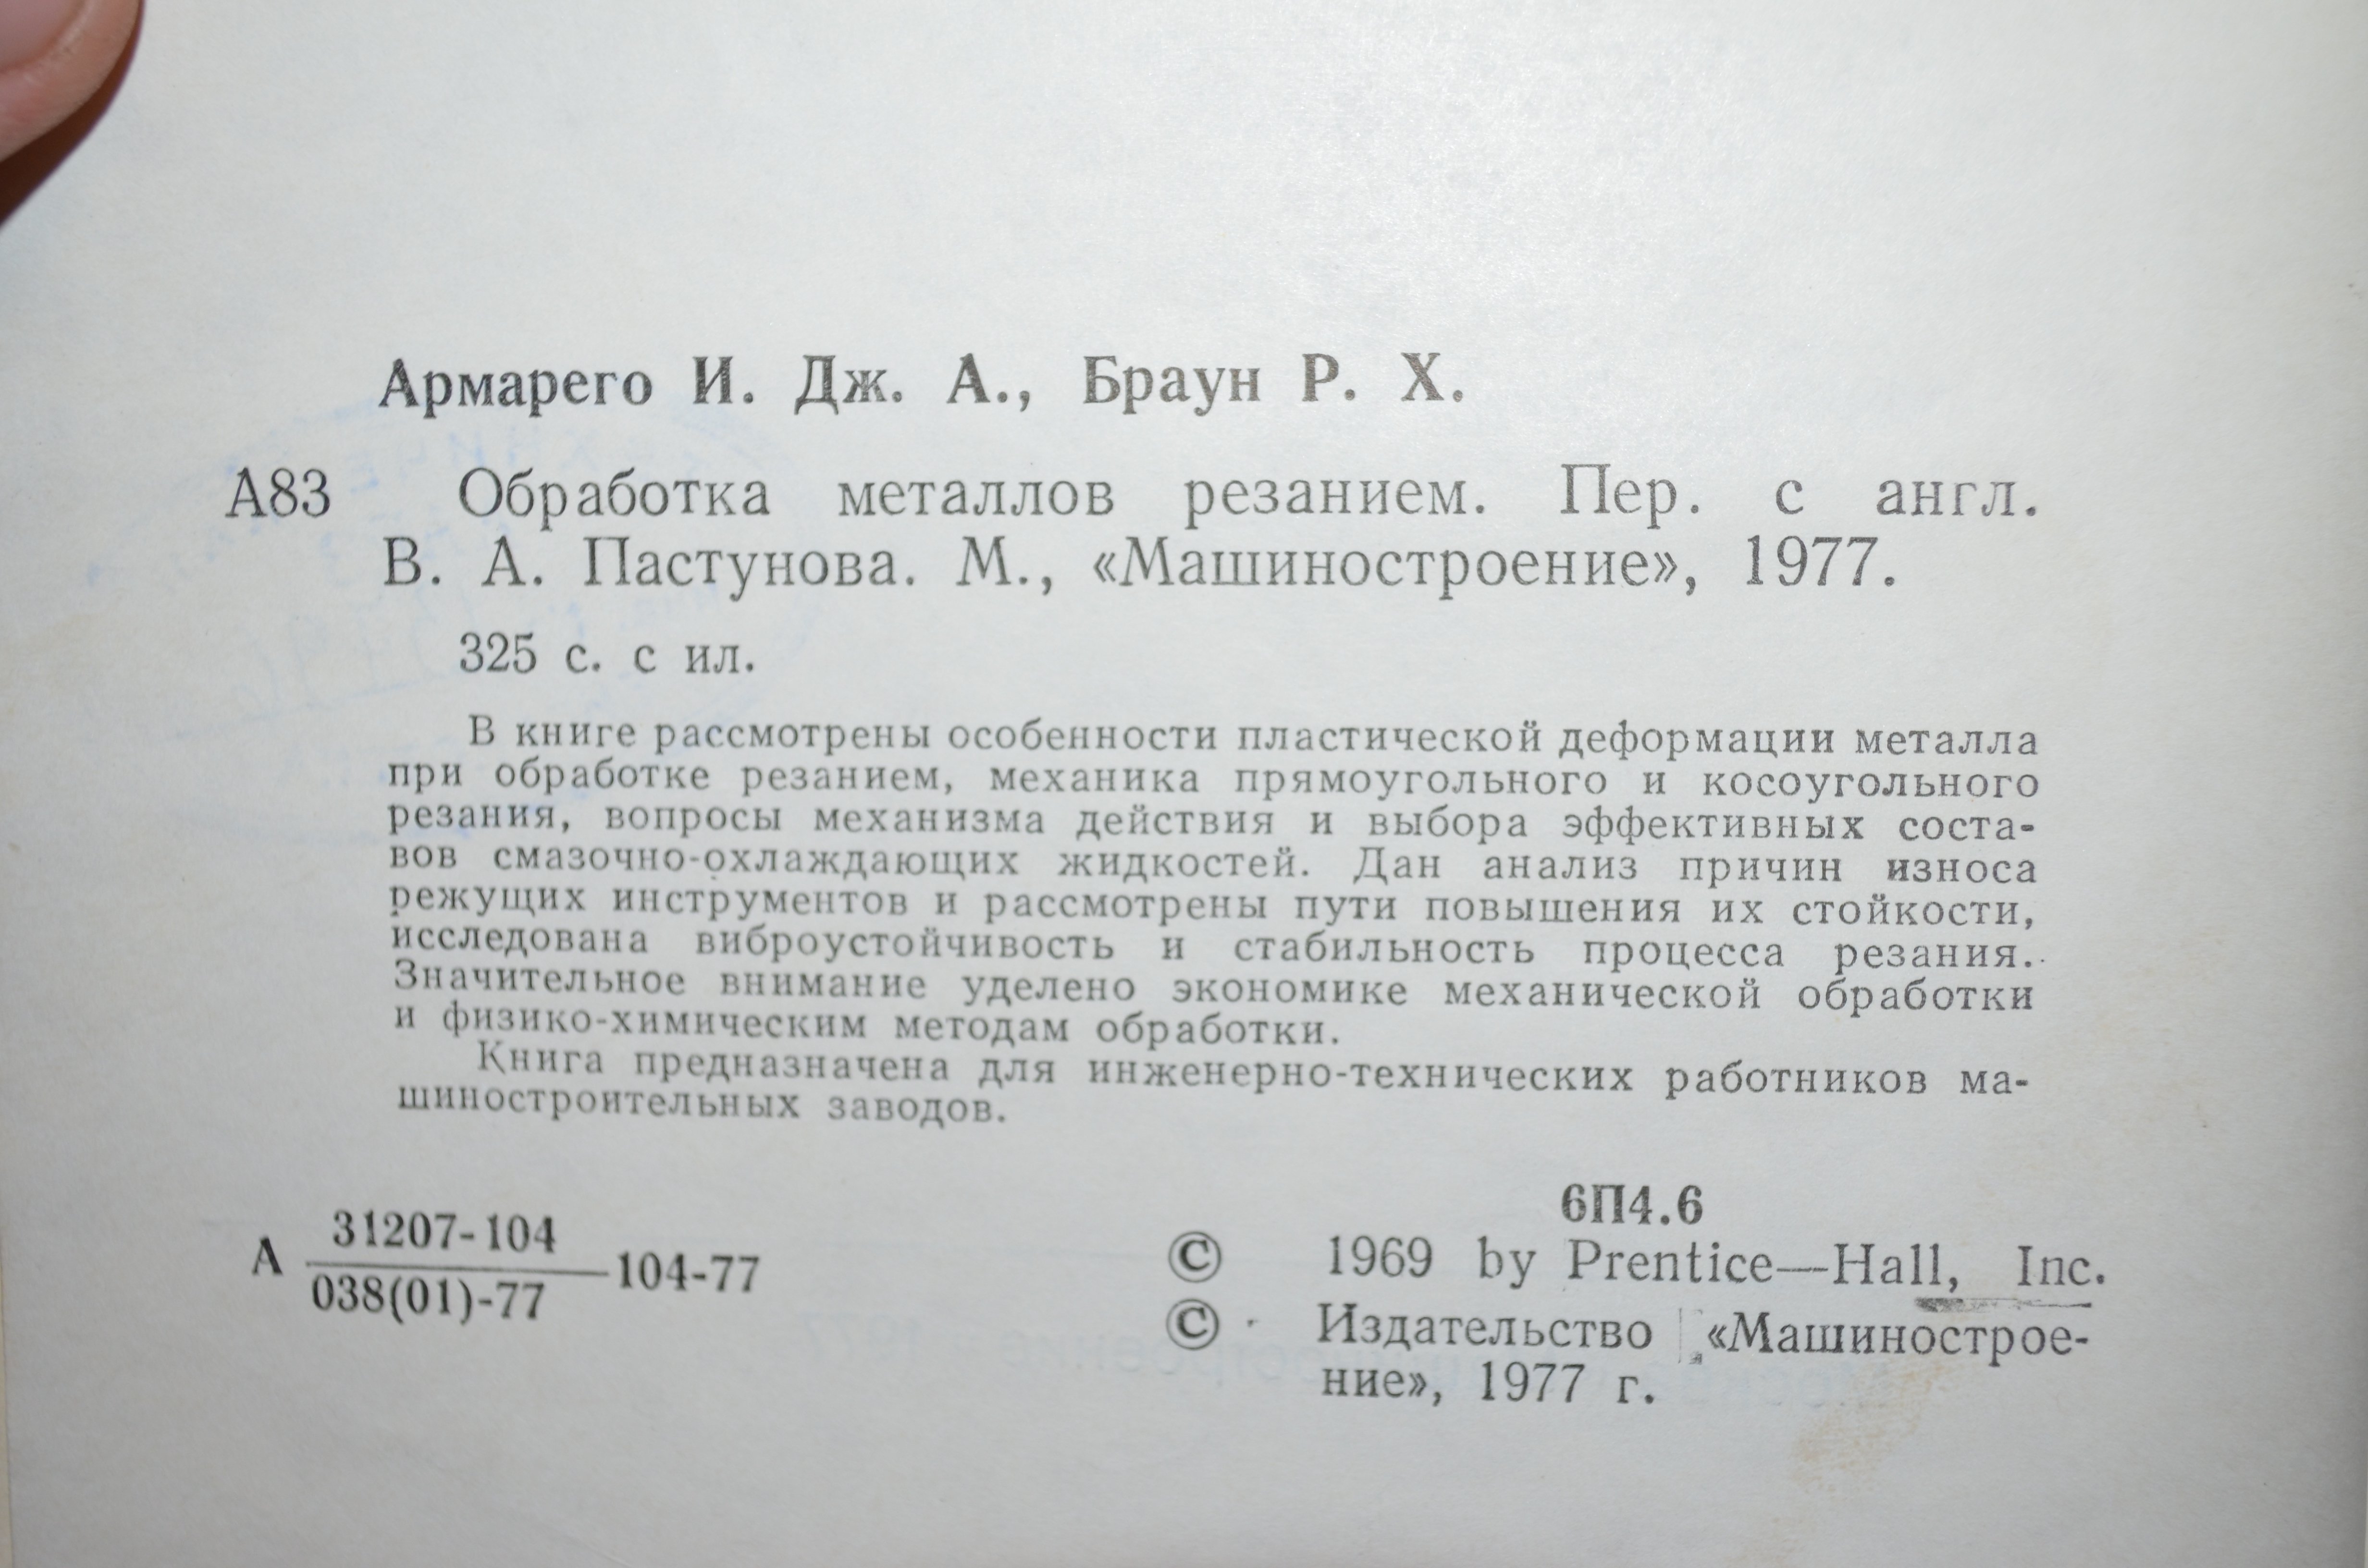 Армарего И. Дж. А., Браун Р. Х.
А83 Обработка металлов резанием. Пер. с англ.
В. А. Пастунова. М., «Машиностроение», 1977.
325 с. с ил.
В книге рассмотрены особенности пластической деформации металла
при обработке резанием, механика прямоугольного и косоугольного
резания, вопросы механизма действия и выбора эффективных соста-
вов смазочно-охлаждающих жидкостей. Дан анализ причин износа
режущих инструментов и рассмотрены пути повышения их стойкости,
исследована виброустойчивость и стабильность процесса резания.
Значительное внимание уделено экономике механической обработки
и физико-химическим методам обработки.
Книга предназначена для инженерно-технических работников ма-
шиностроительных заводов.
31207-104
А 104-77
038(01)-77
6П4.6
© 1969 by Prentice—Hall, Inc.
© Издательство «Машинострое-
ние», 1977 г.